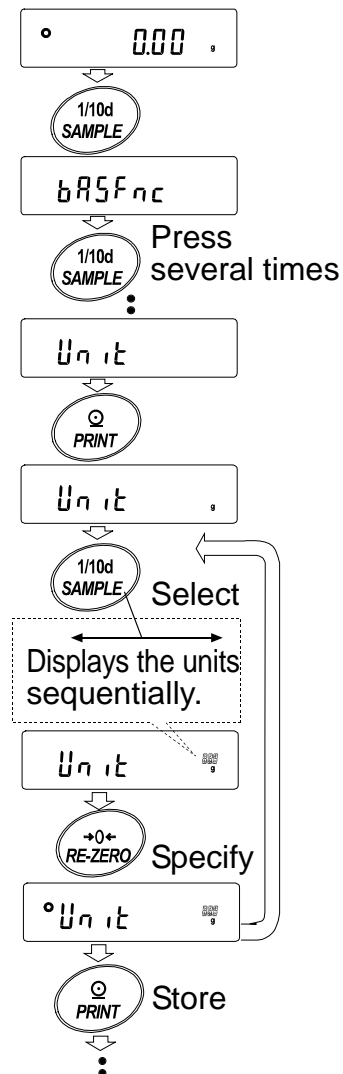 0.00 g
1/10d
SAMPLE
bASFnc
1/10d
SAMPLE
Press
several times
Unit
PRINT
Unit g
1/10d
SAMPLE
Select
Displays the units
sequentially.
Unit g
→0←
RE-ZERO
Specify
Unit g
PRINT
Store